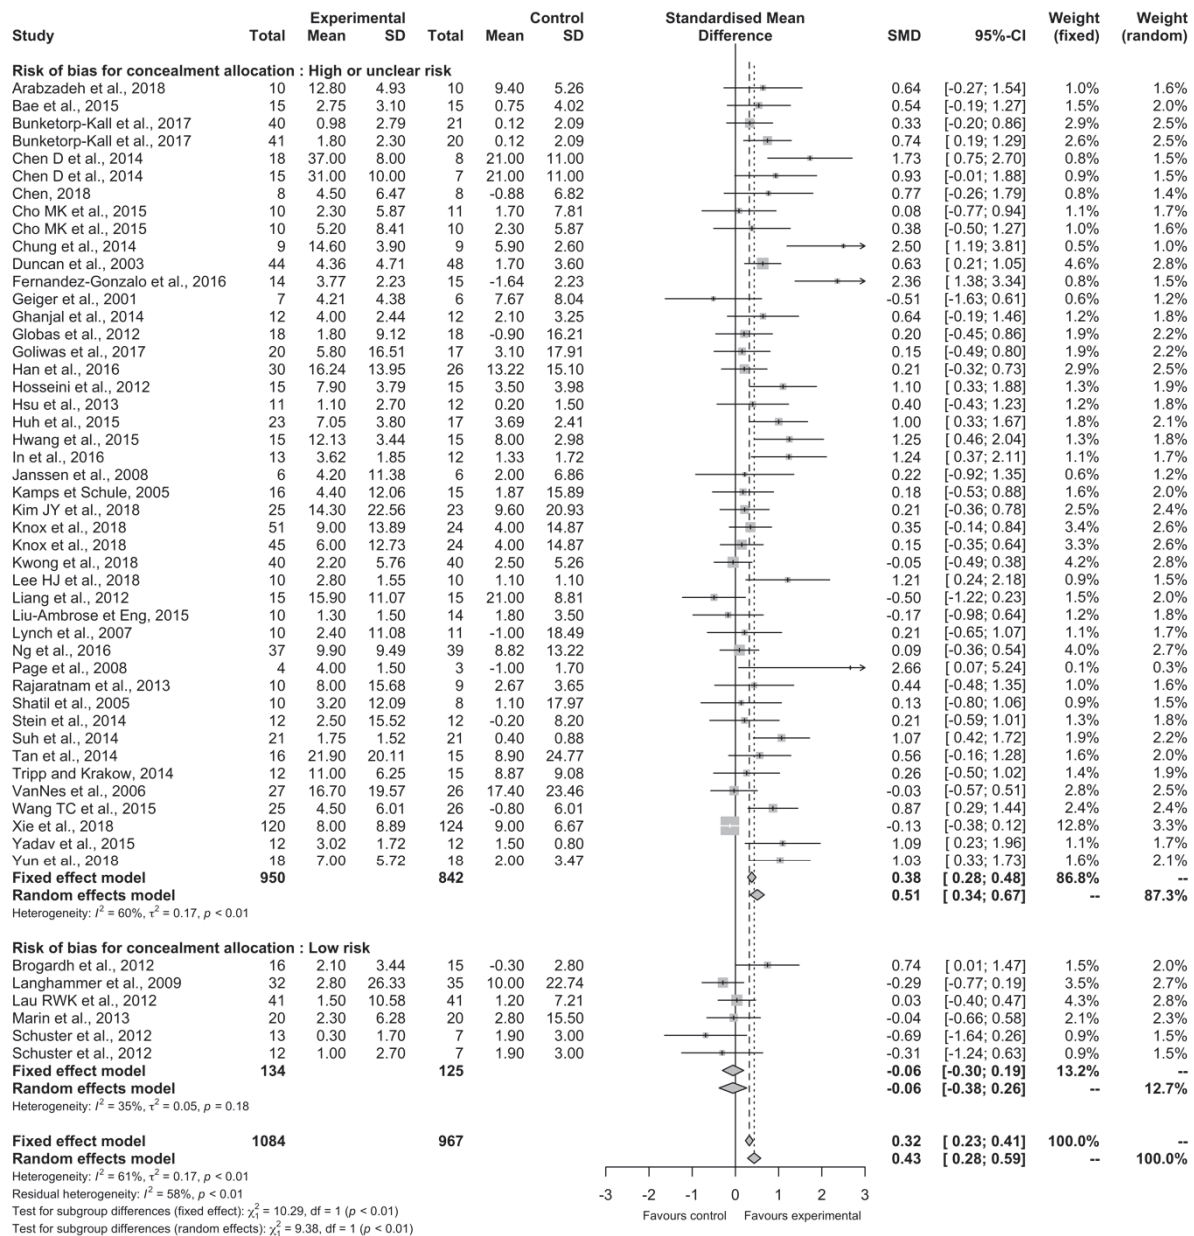 Experimental Control Standardised Mean Weight Weight
Study Total Mean SD Total Mean SD Difference SMD 95%-CI (fixed) (random)
Risk of bias for concealment allocation : High or unclear risk
Arabzadeh et al., 2018 10 12.80 4.93 10 9.40 5.26 0.64 [-0.27; 1.54] 1.0% 1.6%
Bae et al., 2015 15 2.75 3.10 15 0.75 4.02 0.54 [-0.19; 1.27] 1.5% 2.0%
Bunketorp-Kall et al., 2017 40 0.98 2.79 21 0.12 2.09 0.33 [-0.20; 0.86] 2.9% 2.5%
Bunketorp-Kall et al., 2017 41 1.80 2.30 20 0.12 2.09 0.74 [ 0.19; 1.29] 2.7% 2.5%
Chen D et al., 2014 18 37.00 8.00 8 21.00 11.00 1.73 [ 0.75; 2.70] 0.8% 1.5%
Chen D et al., 2014 15 31.00 10.00 7 21.00 11.00 0.93 [-0.01; 1.88] 0.9% 1.5%
Chen, 2018 8 4.50 6.47 8 -0.88 6.82 0.77 [-0.26; 1.79] 0.8% 1.4%
Cho MK et al., 2015 10 2.30 5.87 11 1.70 7.81 0.08 [-0.77; 0.94] 1.1% 1.7%
Cho MK et al., 2015 10 5.20 8.41 10 2.30 5.87 0.38 [-0.50; 1.27] 1.0% 1.6%
Chung et al., 2014 9 14.60 3.90 9 5.90 2.60 2.50 [ 1.19; 3.81] 0.5% 1.0%
Duncan et al., 2003 44 4.36 4.71 48 1.70 3.60 0.63 [ 0.21; 1.05] 4.6% 2.8%
Fernandez-Gonzalo et al., 2016 14 3.77 2.23 15 -1.64 2.23 2.36 [ 1.38; 3.34] 0.8% 1.5%
Geiger et al., 2001 7 4.21 4.38 6 7.67 8.04 -0.51 [-1.63; 0.61] 0.6% 1.2%
Ghanjal et al., 2014 12 4.00 2.44 12 2.10 3.25 0.64 [-0.19; 1.46] 1.2% 1.8%
Globas et al., 2012 18 1.80 9.12 18 -0.90 16.21 0.20 [-0.45; 0.86] 1.9% 2.2%
Goliwas et al., 2017 20 5.80 16.51 17 3.10 17.91 0.15 [-0.49; 0.80] 1.9% 2.2%
Han et al., 2016 30 16.24 13.95 26 13.22 15.10 0.21 [-0.32; 0.73] 2.9% 2.5%
Hosseini et al., 2012 15 7.90 3.79 15 3.50 3.98 1.10 [ 0.33; 1.88] 1.3% 1.9%
Hsu et al., 2013 11 1.10 2.70 12 0.20 1.50 0.40 [-0.43; 1.23] 1.2% 1.8%
Huh et al., 2015 23 7.05 3.80 17 3.69 2.41 1.00 [ 0.33; 1.67] 1.8% 2.1%
Hwang et al., 2015 15 12.13 3.44 15 8.00 2.98 1.25 [ 0.46; 2.04] 1.3% 1.8%
In et al., 2016 13 3.62 1.85 12 1.33 1.72 1.24 [ 0.37; 2.11] 1.1% 1.7%
Janssen et al., 2008 6 4.20 11.38 6 2.00 6.86 0.22 [-0.92; 1.35] 0.6% 1.2%
Kamps et Schule, 2005 16 4.40 12.06 15 1.87 15.89 0.18 [-0.53; 0.88] 1.6% 2.0%
Kim JY et al., 2018 25 14.30 22.56 23 9.60 20.93 0.21 [-0.36; 0.78] 2.5% 2.4%
Knox et al., 2018 51 9.00 13.89 24 4.00 14.87 0.35 [-0.14; 0.84] 3.4% 2.6%
Knox et al., 2018 45 6.00 12.73 24 4.00 14.87 0.15 [-0.35; 0.64] 3.3% 2.6%
Kwong et al., 2018 40 2.20 5.76 40 2.50 5.26 -0.05 [-0.49; 0.38] 4.2% 2.8%
Lee HJ et al., 2018 10 2.80 1.55 10 1.10 1.10 1.21 [ 0.24; 2.18] 0.9% 1.5%
Liang et al., 2012 15 15.90 11.07 15 21.00 8.81 -0.50 [-1.22; 0.23] 1.5% 2.0%
Liu-Ambrose et Eng, 2015 10 1.30 1.50 14 1.80 3.50 -0.17 [-0.98; 0.64] 1.2% 1.8%
Lynch et al., 2007 10 2.40 11.08 11 -1.00 18.49 0.21 [-0.65; 1.07] 1.1% 1.7%
Ng et al., 2016 37 9.90 9.49 39 8.82 13.22 0.09 [-0.36; 0.54] 4.0% 2.7%
Page et al., 2008 4 4.00 1.50 3 -1.00 1.70 2.66 [ 0.07; 5.24] 0.1% 0.3%
Rajaratnam et al., 2013 10 8.00 15.68 9 2.67 3.65 0.44 [-0.48; 1.35] 1.0% 1.6%
Shatil et al., 2005 10 3.20 12.09 8 1.10 17.97 0.13 [-0.80; 1.06] 0.9% 1.6%
Stein et al., 2014 12 2.50 15.52 12 -0.20 8.20 0.21 [-0.59; 1.01] 1.3% 1.8%
Suh et al., 2014 21 1.75 1.52 21 0.40 0.88 1.07 [ 0.42; 1.72] 1.9% 2.2%
Tan et al., 2014 16 21.90 20.11 15 8.90 24.77 0.56 [-0.16; 1.28] 1.6% 2.0%
Tripp and Krakow, 2014 12 11.00 6.25 15 8.87 9.08 0.26 [-0.50; 1.02] 1.4% 1.9%
VanNes et al., 2006 27 16.70 19.57 26 17.40 23.46 -0.03 [-0.57; 0.51] 2.8% 2.5%
Wang TC et al., 2015 25 4.50 6.01 26 -0.80 6.01 0.87 [ 0.29; 1.44] 2.4% 2.4%
Xie et al., 2018 120 8.00 8.89 124 9.00 6.67 -0.13 [-0.38; 0.12] 12.8% 3.3%
Yadav et al., 2015 12 3.02 1.72 12 1.50 0.80 1.09 [ 0.23; 1.96] 1.1% 1.7%
Yun et al., 2018 18 7.00 5.72 18 2.00 3.47 1.03 [ 0.33; 1.73] 1.6% 2.1%
Fixed effect model 950 842 0.38 [ 0.28; 0.48] 86.8% --
Random effects model 0.51 [ 0.34; 0.67] -- 87.3%
Heterogeneity: I² = 60%, τ² = 0.17, p < 0.01
Risk of bias for concealment allocation : Low risk
Brogardh et al., 2012 16 2.10 3.44 15 -0.30 2.80 0.74 [ 0.01; 1.47] 1.5% 2.0%
Langhammer et al., 2009 32 2.80 26.33 35 10.00 22.74 -0.29 [-0.77; 0.19] 3.5% 2.7%
Lau RWK et al., 2012 41 1.50 10.58 41 1.20 7.21 0.03 [-0.40; 0.47] 4.3% 2.8%
Marin et al., 2013 20 2.30 6.28 20 2.80 15.50 -0.04 [-0.66; 0.58] 2.1% 2.3%
Schuster et al., 2012 13 0.30 1.70 7 1.90 3.00 -0.69 [-1.64; 0.26] 0.9% 1.5%
Schuster et al., 2012 12 1.00 2.70 7 1.90 3.00 -0.31 [-1.24; 0.63] 0.9% 1.5%
Fixed effect model 134 125 -0.06 [-0.30; 0.19] 13.2% --
Random effects model -0.06 [-0.38; 0.26] -- 12.7%
Heterogeneity: I² = 35%, τ² = 0.05, p = 0.18
Fixed effect model 1084 967 0.32 [ 0.23; 0.41] 100.0% --
Random effects model 0.43 [ 0.28; 0.59] -- 100.0%
Heterogeneity: I² = 61%, τ² = 0.17, p < 0.01
Residual heterogeneity: I² = 58%, p < 0.01
-3 -2 -1 0 1 2 3
Test for subgroup differences (fixed effect): χ₁² = 10.29, df = 1 (p < 0.01)
Favours control Favours experimental
Test for subgroup differences (random effects): χ₁² = 9.38, df = 1 (p < 0.01)